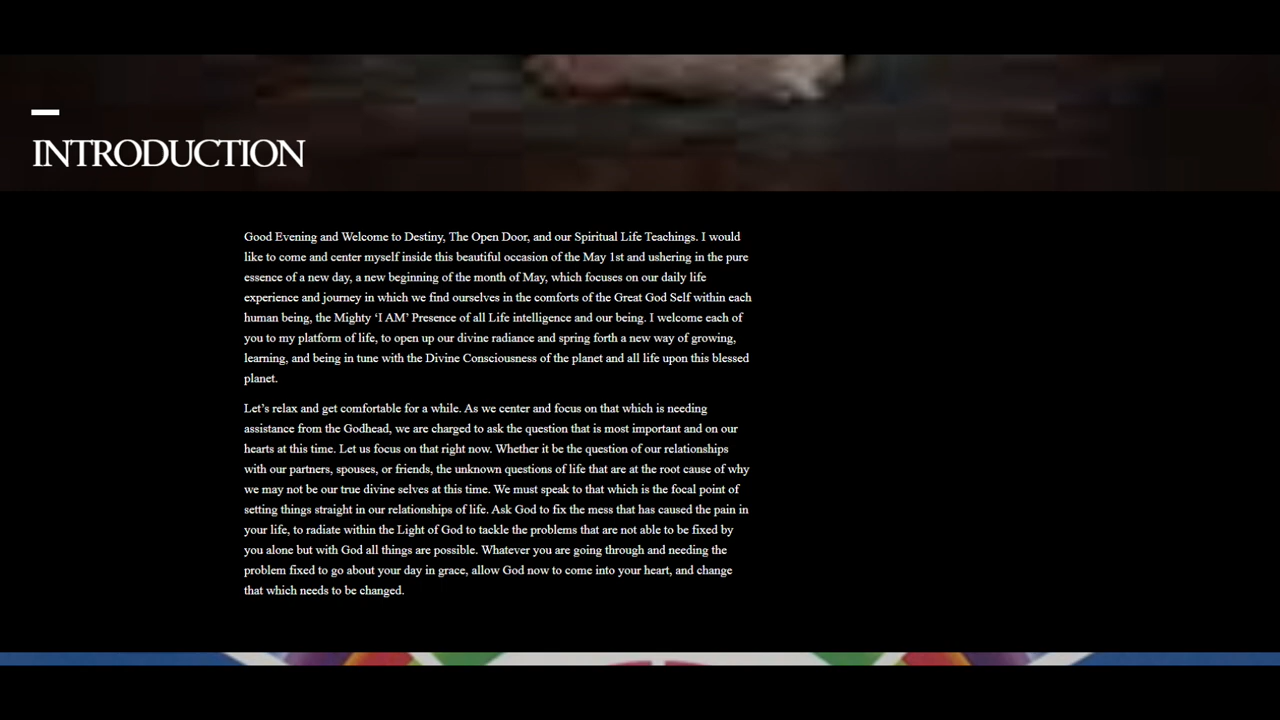 INTRODUCTION
Good Evening and Welcome to Destiny, The Open Door, and our Spiritual Life Teachings. I would
like to come and center myself inside this beautiful occasion of the May 1st and ushering in the pure
essence of a new day, a new beginning of the month of May, which focuses on our daily life
experience and journey in which we find ourselves in the comforts of the Great God Self within each
human being, the Mighty ‘I AM’ Presence of all Life intelligence and our being. I welcome each of
you to my platform of life, to open up our divine radiance and spring forth a new way of growing,
learning, and being in tune with the Divine Consciousness of the planet and all life upon this blessed
planet.
Let’s relax and get comfortable for a while. As we center and focus on that which is needing
assistance from the Godhead, we are charged to ask the question that is most important and on our
hearts at this time. Let us focus on that right now. Whether it be the question of our relationships
with our partners, spouses, or friends, the unknown questions of life that are at the root cause of why
we may not be our true divine selves at this time. We must speak to that which is the focal point of
setting things straight in our relationships of life. Ask God to fix the mess that has caused the pain in
your life, to radiate within the Light of God to tackle the problems that are not able to be fixed by
you alone but with God all things are possible. Whatever you are going through and needing the
problem fixed to go about your day in grace, allow God now to come into your heart, and change
that which needs to be changed.